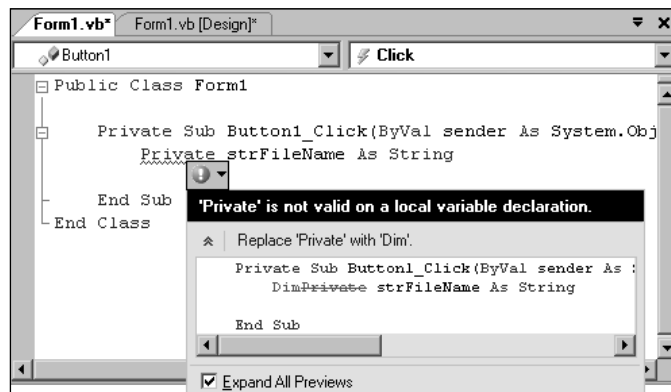 Form1.vb* Form1.vb [Design]*
Button1 Click
Public Class Form1
Private Sub Button1_Click(ByVal sender As System.Obj
Private strFileName As String
End Sub
End Class
'Private' is not valid on a local variable declaration.
Replace 'Private' with 'Dim'.
Private Sub Button1_Click(ByVal sender As
DimPrivate strFileName As String
End Sub
Expand All Previews